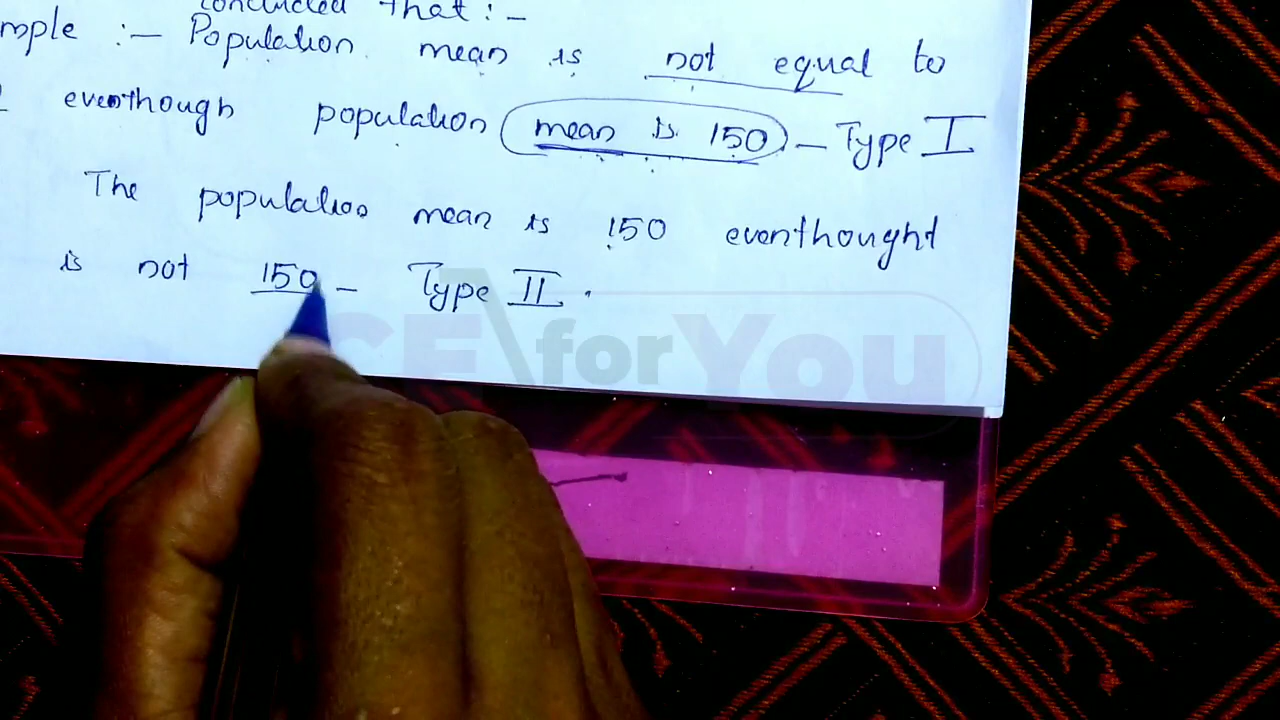 concluded that :-
mple :- Population mean is not equal to
eventhough population mean is 150 - Type I
The population mean is 150 eventhought
is not 150 - Type II .
forYou